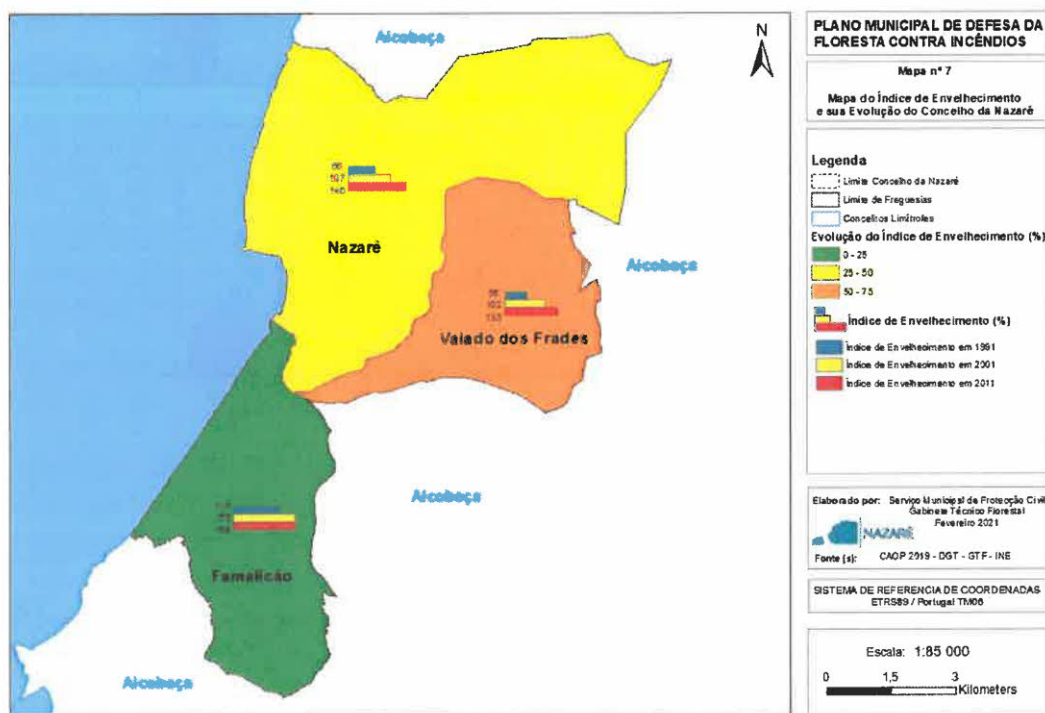 Alcobaça
N
Nazaré
Alcobaça
Valado dos Frades
Alcobaça
Famalicão
Alcobaça
PLANO MUNICIPAL DE DEFESA DA
FLORESTA CONTRA INCÊNDIOS
Mapa nº 7
Mapa do Índice de Envelhecimento
e sua Evolução do Concelho da Nazaré
Legenda
Limite Concelho da Nazaré
Limite de Freguesias
Concelhos Limítrofes
Evolução do Índice de Envelhecimento (%)
0 - 25
25 - 50
50 - 75
Índice de Envelhecimento (%)
Índice de Envelhecimento em 1991
Índice de Envelhecimento em 2001
Índice de Envelhecimento em 2011
Elaborado por: Serviço Municipal de Protecção Civil
Gabinete Técnico Florestal
Fevereiro 2021
NAZARÉ
Fonte (s): CAOP 2019 - DGT - GTF - INE
SISTEMA DE REFERENCIA DE COORDENADAS
ETRS89 / Portugal TM06
Escala: 1:85 000
0 1,5 3
Kilometers